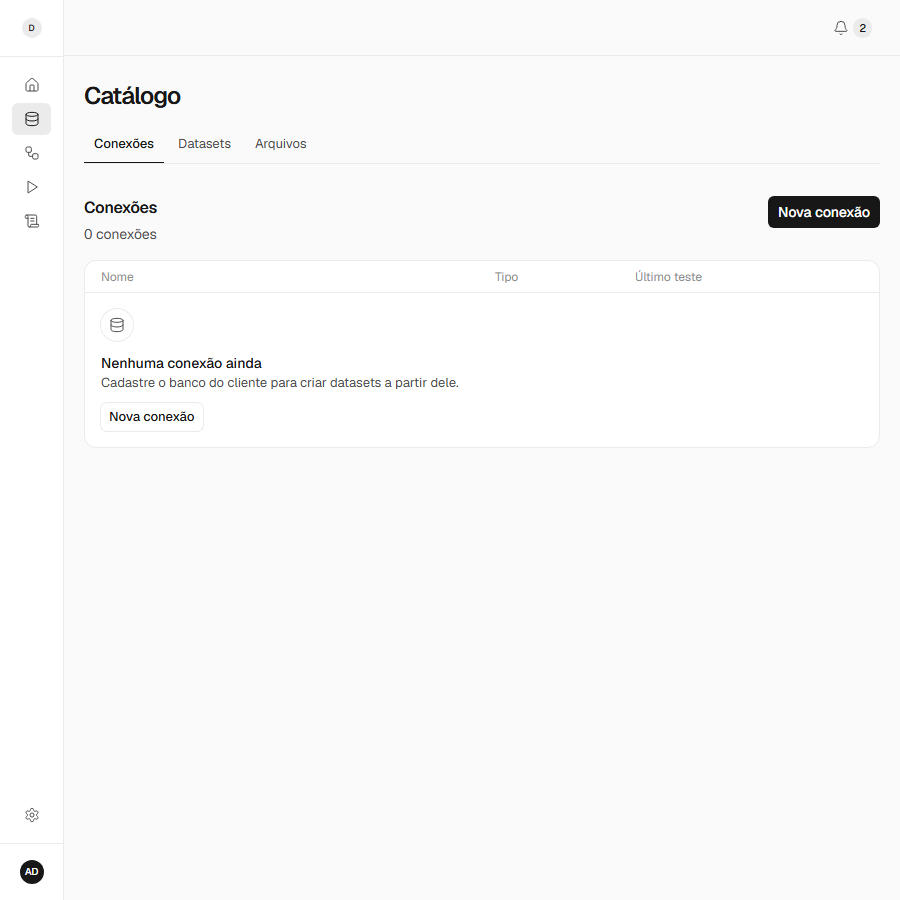 D
2
Catálogo
Conexões Datasets Arquivos
Conexões
Nova conexão
0 conexões
Nome Tipo Último teste
Nenhuma conexão ainda
Cadastre o banco do cliente para criar datasets a partir dele.
Nova conexão
AD